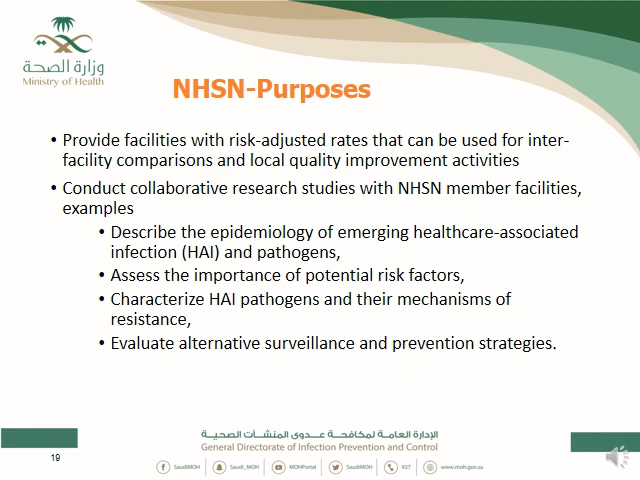 وزارة الصحة
Ministry of Health
NHSN-Purposes
• Provide facilities with risk-adjusted rates that can be used for inter-
facility comparisons and local quality improvement activities
• Conduct collaborative research studies with NHSN member facilities,
examples
• Describe the epidemiology of emerging healthcare-associated
infection (HAI) and pathogens,
• Assess the importance of potential risk factors,
• Characterize HAI pathogens and their mechanisms of
resistance,
• Evaluate alternative surveillance and prevention strategies.
الإدارة العامة لمكافحة عدوى المنشآت الصحية
General Directorate of Infection Prevention and Control
19
SaudiMOH Saudi_MOH MOHPortal SaudiMOH 937 www.moh.gov.sa